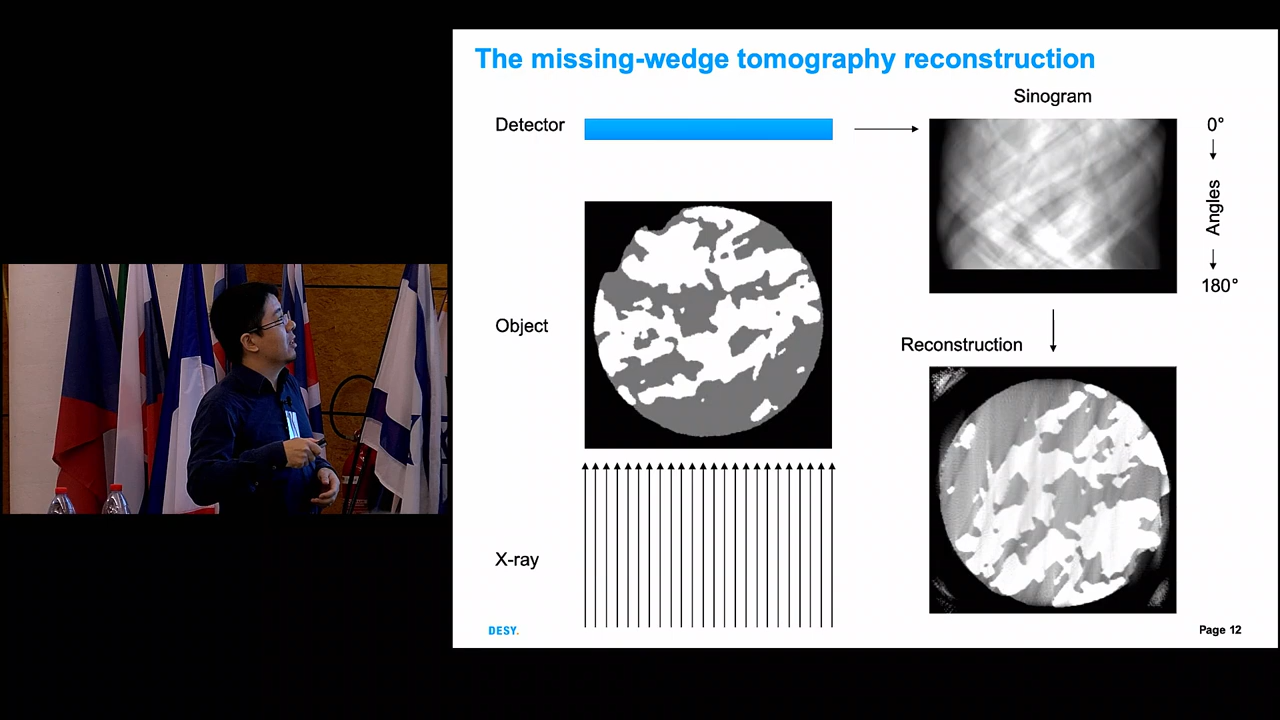 The missing-wedge tomography reconstruction
Sinogram
Detector
0°
Angles
180°
Object
Reconstruction
X-ray
DESY.
Page 12